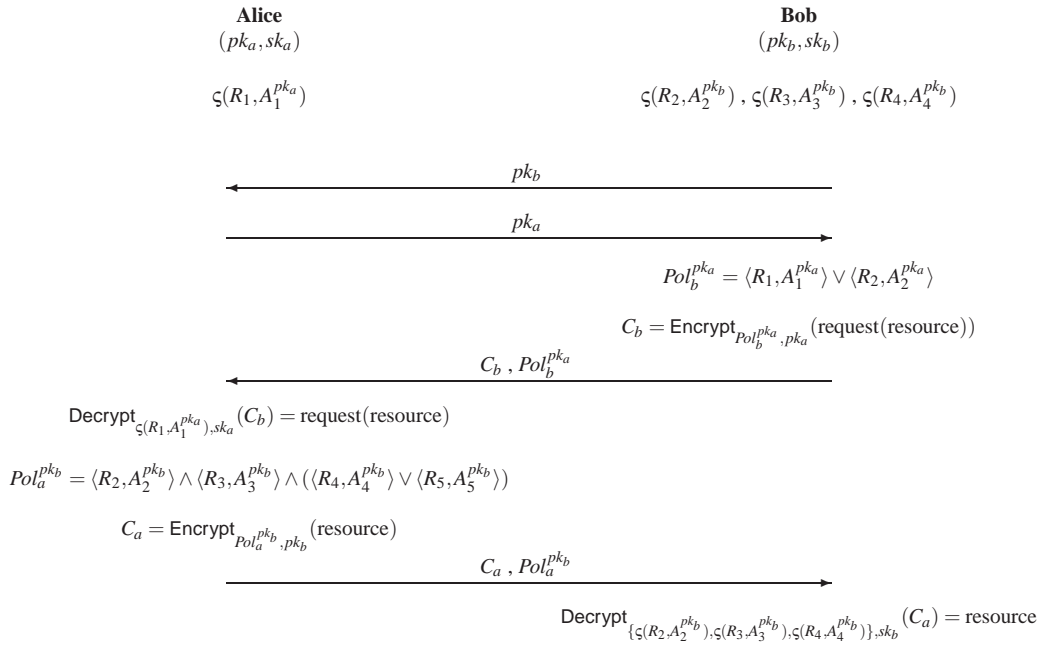 Alice Bob
(pk_a, sk_a) (pk_b, sk_b)
ς(R_1, A_1^{pk_a}) ς(R_2, A_2^{pk_b}) , ς(R_3, A_3^{pk_b}) , ς(R_4, A_4^{pk_b})
pk_b
pk_a
Pol_b^{pk_a} = ⟨R_1, A_1^{pk_a}⟩ ∨ ⟨R_2, A_2^{pk_a}⟩
C_b = Encrypt_{Pol_b^{pk_a}, pk_a}(request(resource))
C_b , Pol_b^{pk_a}
Decrypt_{ς(R_1, A_1^{pk_a}), sk_a}(C_b) = request(resource)
Pol_a^{pk_b} = ⟨R_2, A_2^{pk_b}⟩ ∧ ⟨R_3, A_3^{pk_b}⟩ ∧ (⟨R_4, A_4^{pk_b}⟩ ∨ ⟨R_5, A_5^{pk_b}⟩)
C_a = Encrypt_{Pol_a^{pk_b}, pk_b}(resource)
C_a , Pol_a^{pk_b}
Decrypt_{{ς(R_2, A_2^{pk_b}), ς(R_3, A_3^{pk_b}), ς(R_4, A_4^{pk_b})}, sk_b}(C_a) = resource